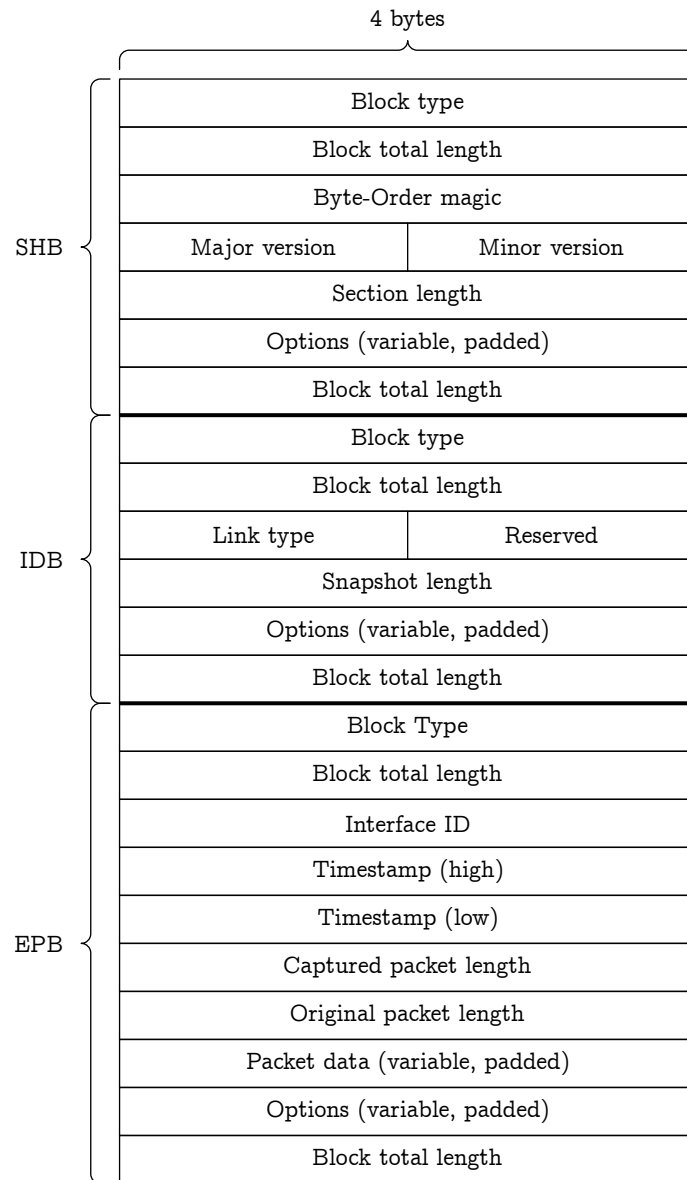 4 bytes
Block type
Block total length
Byte-Order magic
SHB
Major version Minor version
Section length
Options (variable, padded)
Block total length
Block type
Block total length
Link type Reserved
IDB
Snapshot length
Options (variable, padded)
Block total length
Block Type
Block total length
Interface ID
Timestamp (high)
Timestamp (low)
EPB
Captured packet length
Original packet length
Packet data (variable, padded)
Options (variable, padded)
Block total length